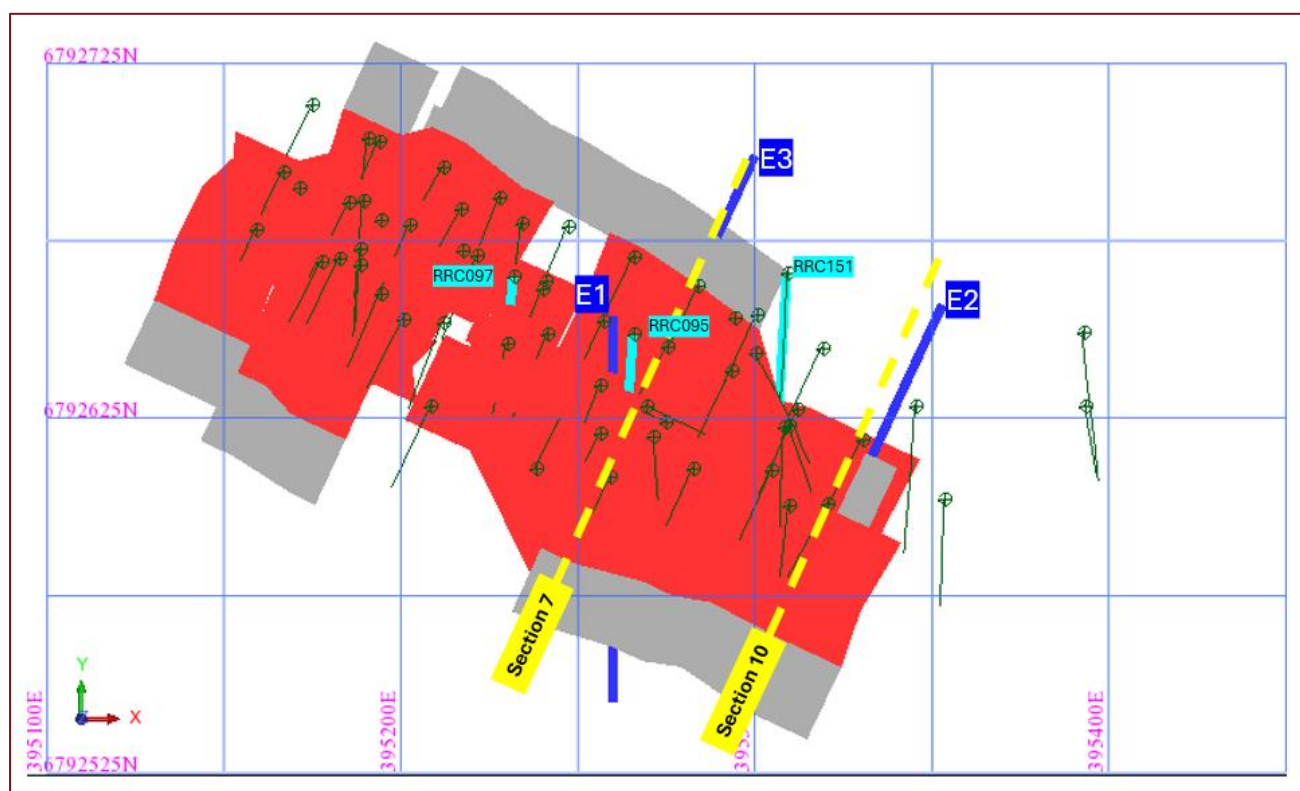 6792725N
E3
RRC151
RRC097
E1
E2
RRC095
6792625N
Section 7
Section 10
Y
X
Z
395100E
395200E
395400E
6792525N